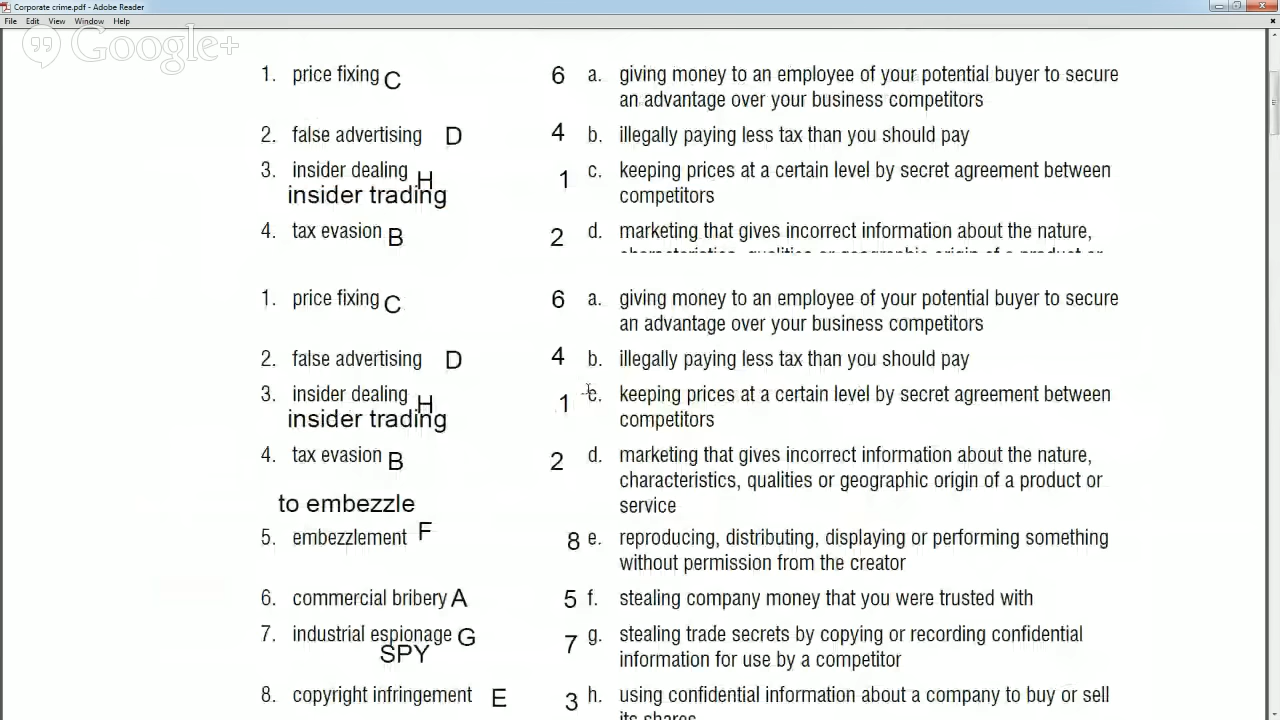 Corporate crime.pdf - Adobe Reader
File Edit View Window Help
Google+
1. price fixing C 6 a. giving money to an employee of your potential buyer to secure
an advantage over your business competitors
2. false advertising D 4 b. illegally paying less tax than you should pay
3. insider dealing H 1 c. keeping prices at a certain level by secret agreement between
insider trading competitors
4. tax evasion B 2 d. marketing that gives incorrect information about the nature,
characteristics, qualities or geographic origin of a product or
1. price fixing C 6 a. giving money to an employee of your potential buyer to secure
an advantage over your business competitors
2. false advertising D 4 b. illegally paying less tax than you should pay
3. insider dealing H 1 c. keeping prices at a certain level by secret agreement between
insider trading competitors
4. tax evasion B 2 d. marketing that gives incorrect information about the nature,
characteristics, qualities or geographic origin of a product or
to embezzle service
5. embezzlement F 8 e. reproducing, distributing, displaying or performing something
without permission from the creator
6. commercial bribery A 5 f. stealing company money that you were trusted with
7. industrial espionage G 7 g. stealing trade secrets by copying or recording confidential
SPY information for use by a competitor
8. copyright infringement E 3 h. using confidential information about a company to buy or sell
its shares